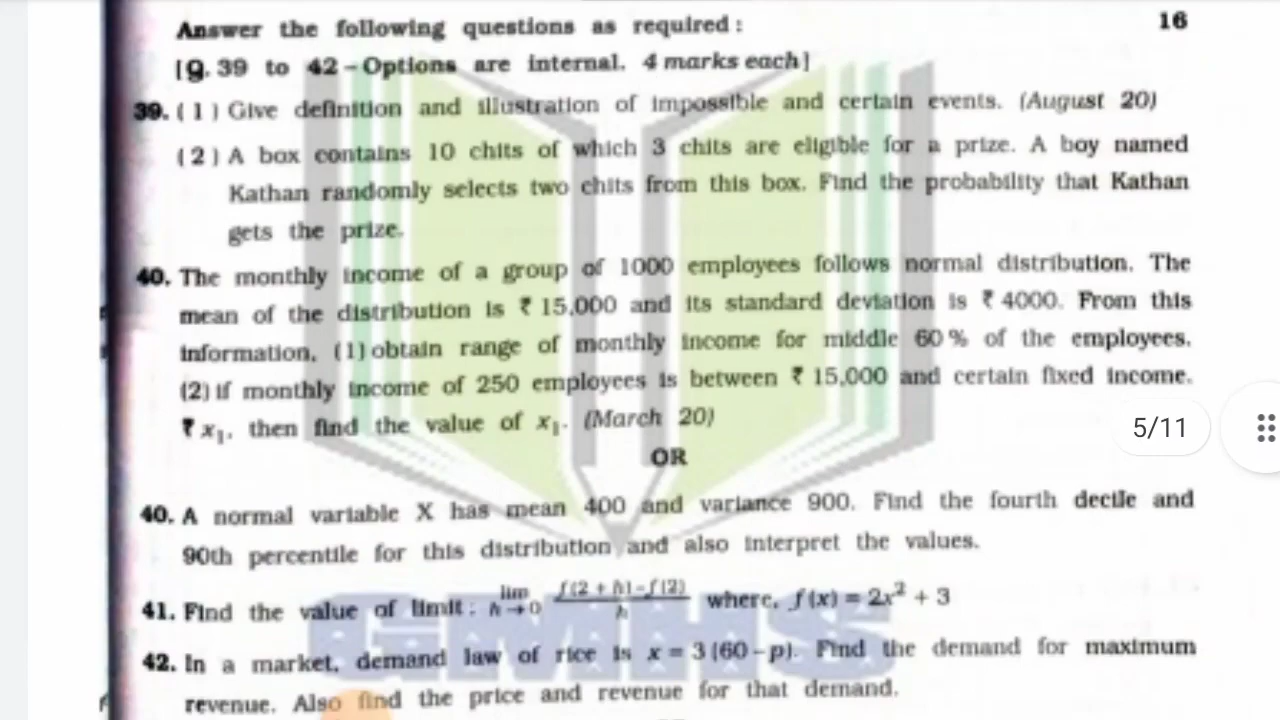 Answer the following questions as required : 16
[Q. 39 to 42 – Options are internal. 4 marks each]
39. (1) Give definition and illustration of impossible and certain events. (August 20)
(2) A box contains 10 chits of which 3 chits are eligible for a prize. A boy named
Kathan randomly selects two chits from this box. Find the probability that Kathan
gets the prize.
40. The monthly income of a group of 1000 employees follows normal distribution. The
mean of the distribution is ₹ 15,000 and its standard deviation is ₹ 4000. From this
information, (1) obtain range of monthly income for middle 60 % of the employees.
(2) if monthly income of 250 employees is between ₹ 15,000 and certain fixed income.
₹ x₁, then find the value of x₁. (March 20)
5/11
OR
40. A normal variable X has mean 400 and variance 900. Find the fourth decile and
90th percentile for this distribution and also interpret the values.
41. Find the value of limit : lim h → 0 f(2 + h) – f(2) / h where, f(x) = 2x² + 3
42. In a market, demand law of rice is x = 3 (60 – p). Find the demand for maximum
revenue. Also find the price and revenue for that demand.